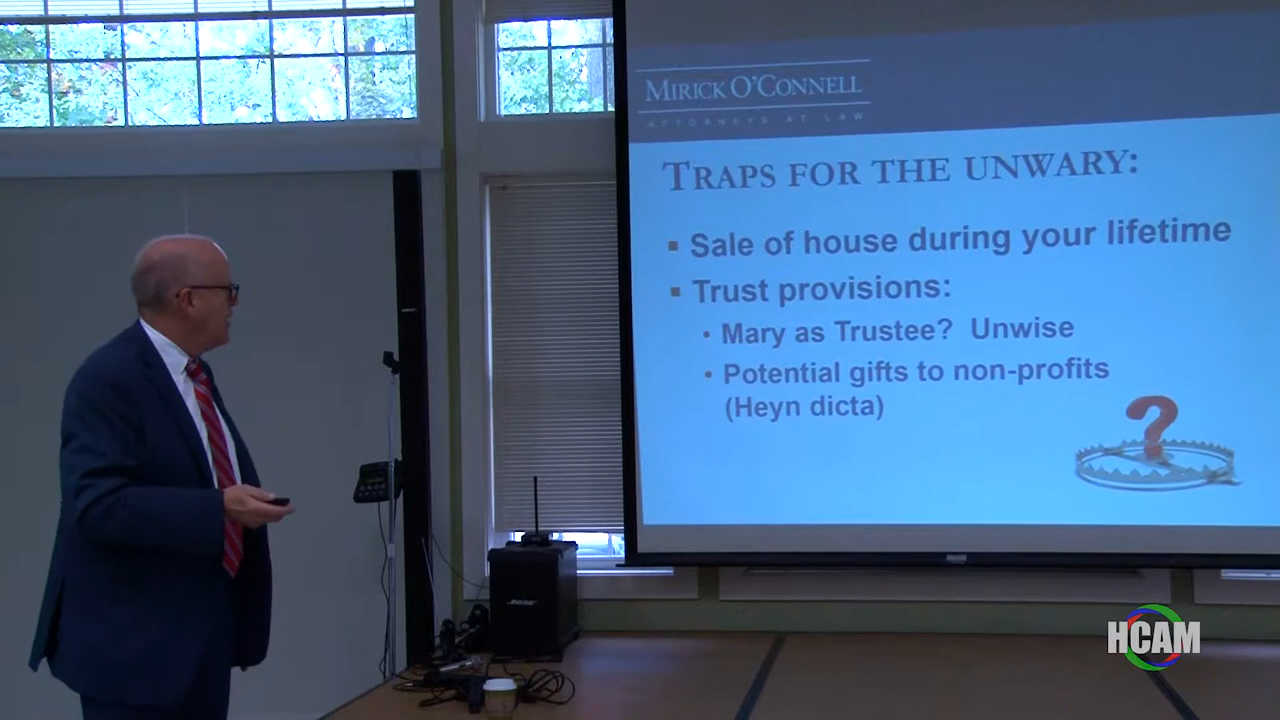 MIRICK O'CONNELL
ATTORNEYS AT LAW
TRAPS FOR THE UNWARY:
Sale of house during your lifetime
Trust provisions:
Mary as Trustee? Unwise
Potential gifts to non-profits
(Heyn dicta)
?
BOSE
HCAM